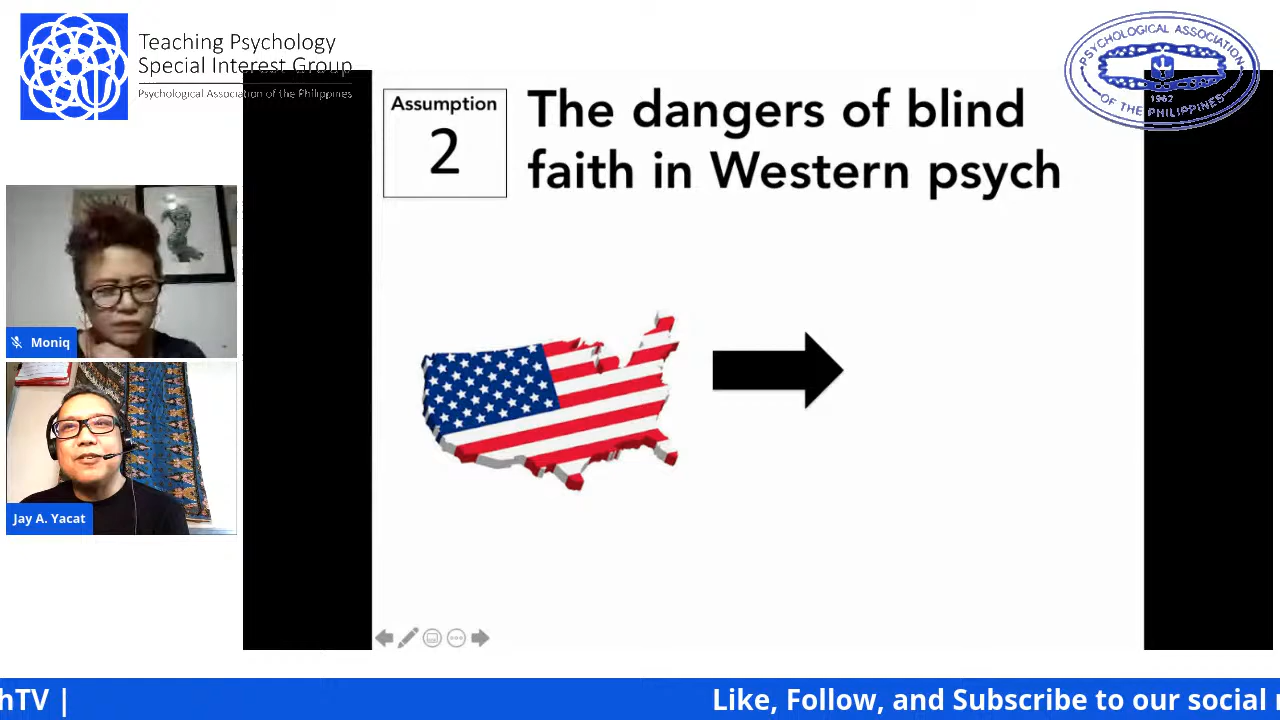 Teaching Psychology
Special Interest Group
Psychological Association of the Philippines
PSYCHOLOGICAL ASSOCIATION
1962
OF THE PHILIPPINES
Assumption
2
The dangers of blind
faith in Western psych
Moniq
Jay A. Yacat
hTV |
Like, Follow, and Subscribe to our social